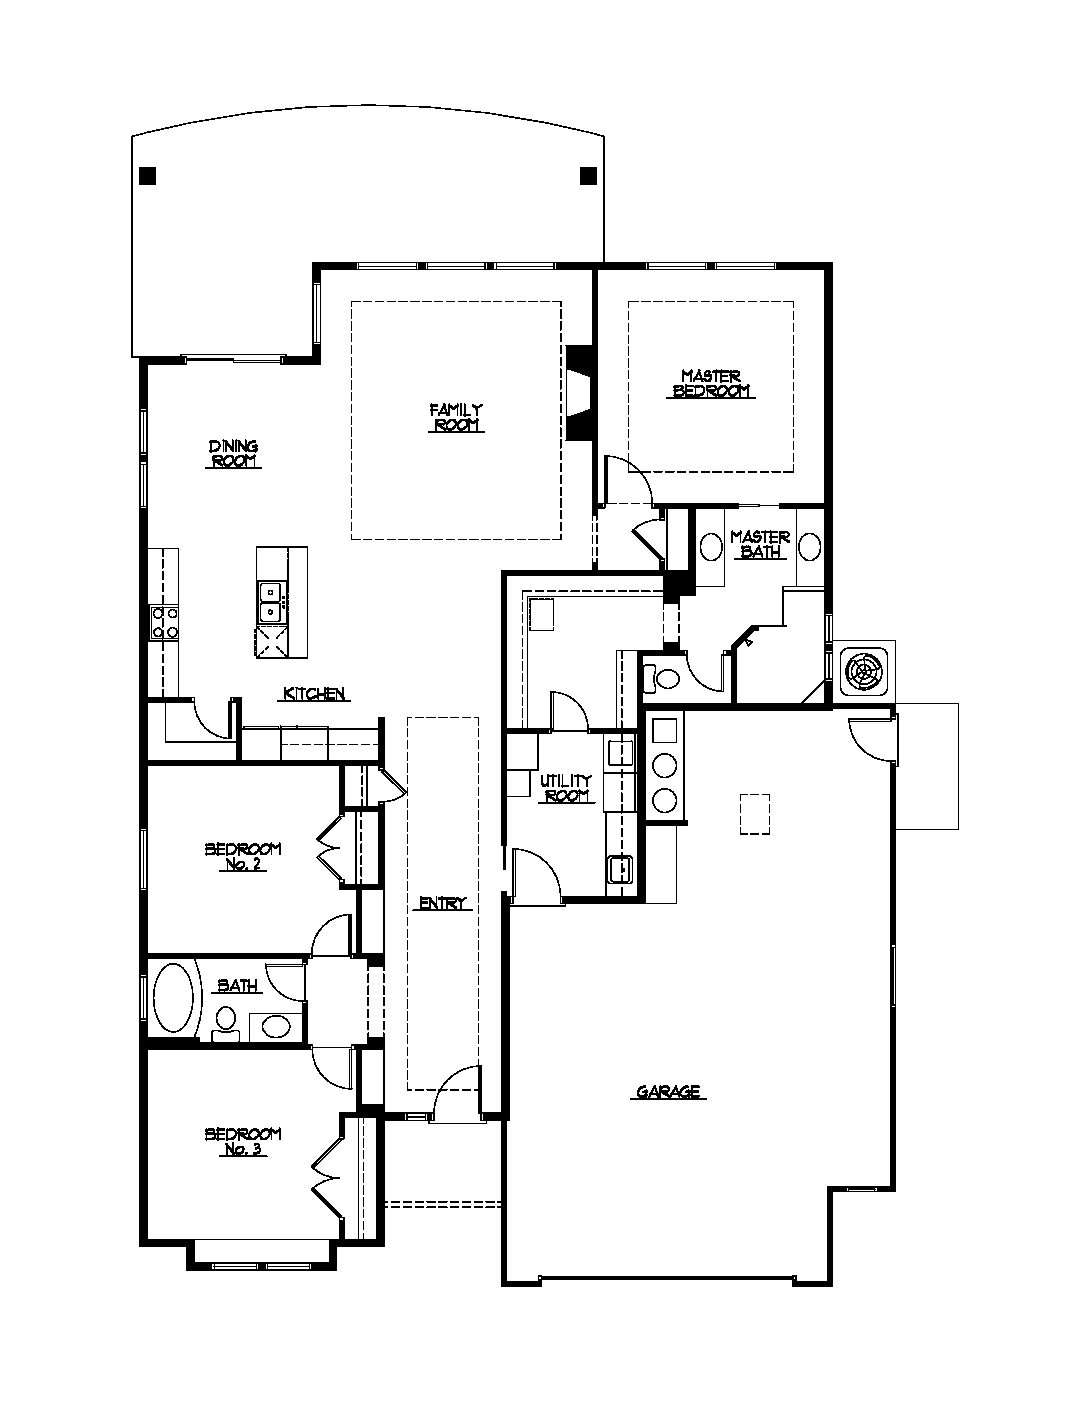 MASTER
BEDROOM
FAMILY
ROOM
DINING
ROOM
MASTER
BATH
KITCHEN
UTILITY
ROOM
BEDROOM
No. 2
ENTRY
BATH
GARAGE
BEDROOM
No. 3